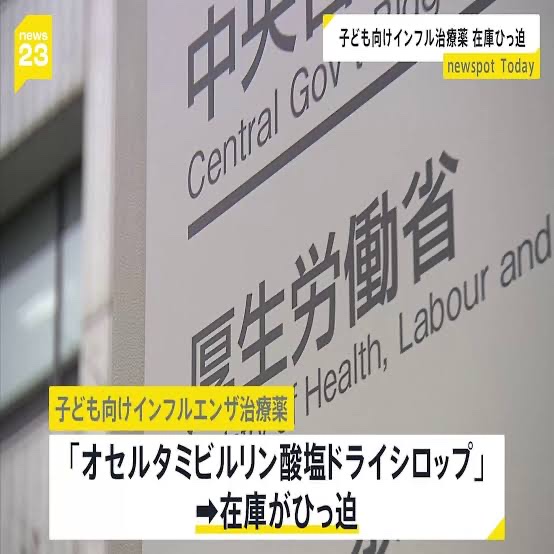 news
23
子ども向けインフル治療薬 在庫ひっ迫
newspot Today
中央合
Central Gov
厚生労働省
of Health, Labour and
子ども向けインフルエンザ治療薬
「オセルタミビルリン酸塩ドライシロップ」
➡在庫がひっ迫